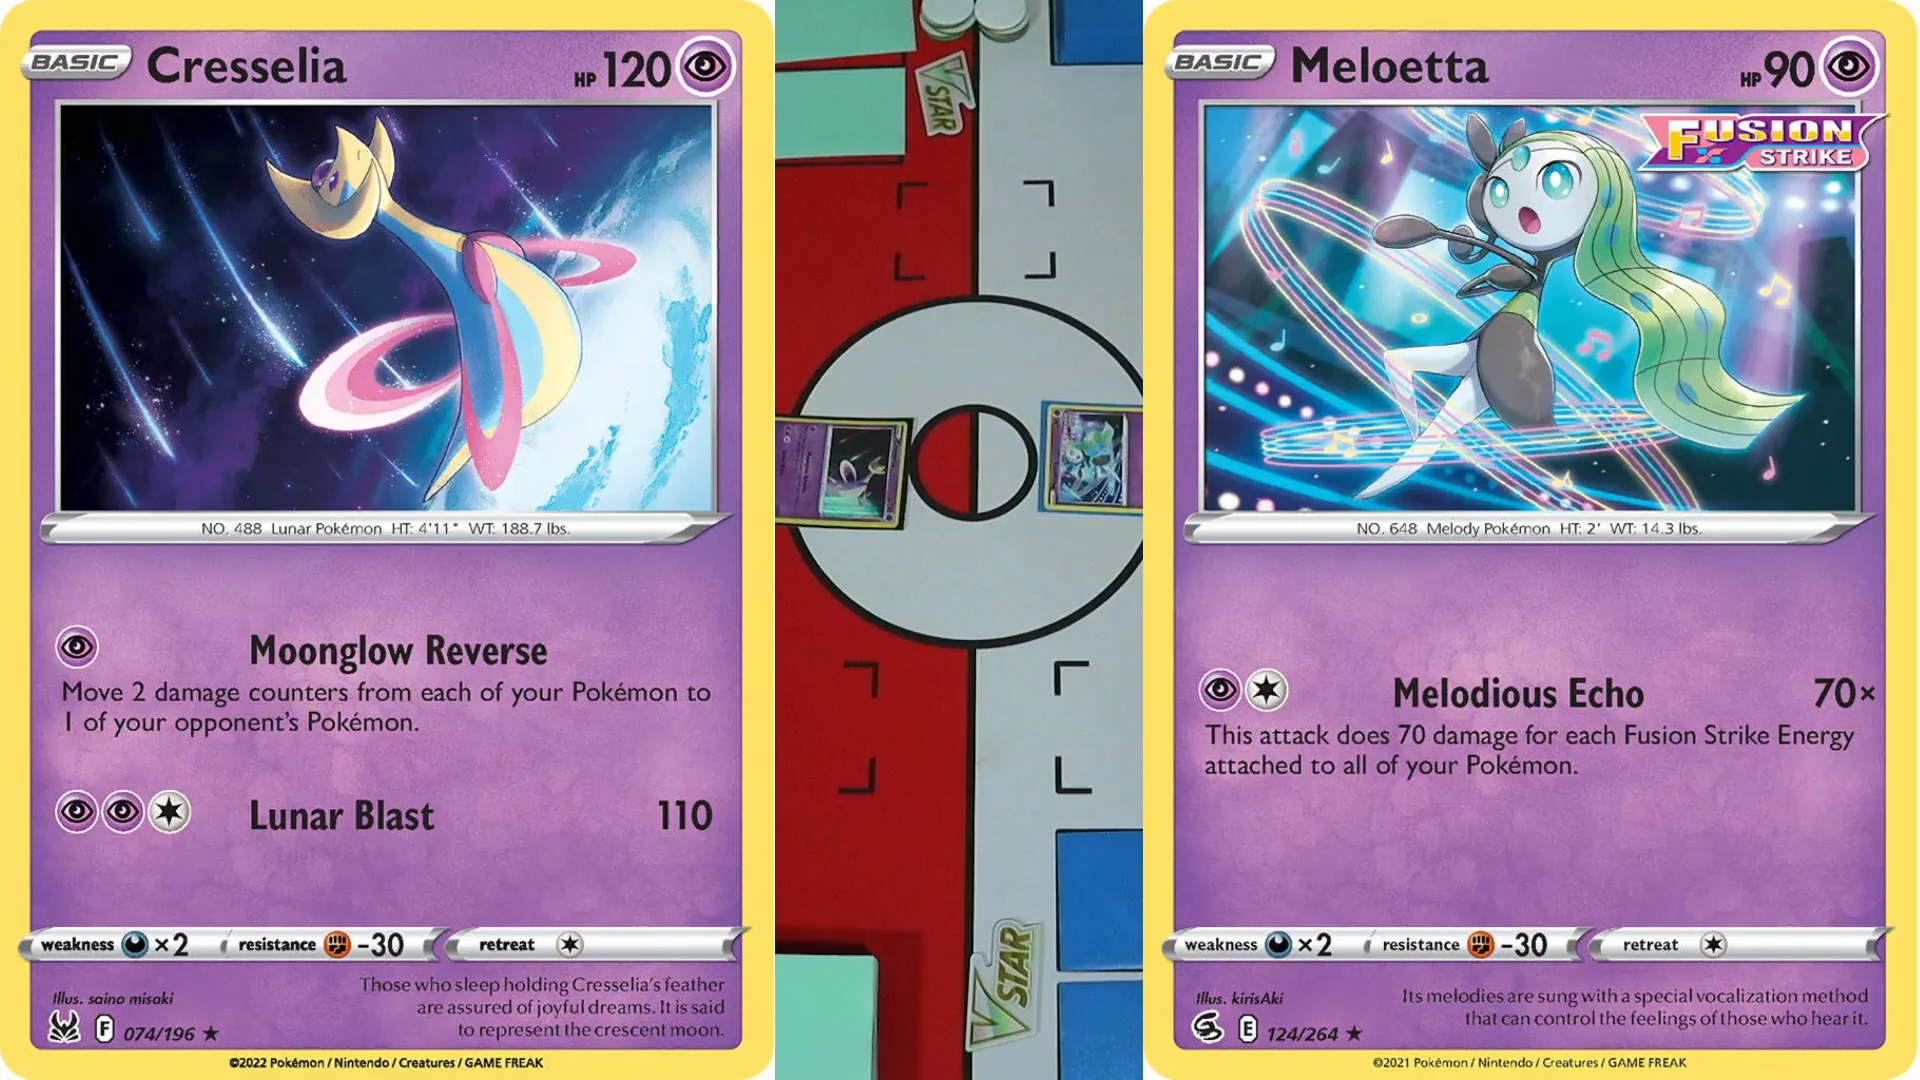 BASIC Cresselia HP 120
NO. 488 Lunar Pokémon HT: 4'11" WT: 188.7 lbs.
Moonglow Reverse
Move 2 damage counters from each of your Pokémon to
1 of your opponent's Pokémon.
Lunar Blast 110
weakness ×2 resistance -30 retreat
Those who sleep holding Cresselia's feather
are assured of joyful dreams. It is said
to represent the crescent moon.
Illus. saino misaki
F 074/196 ★
©2022 Pokémon / Nintendo / Creatures / GAME FREAK
VSTAR
VSTAR
BASIC Meloetta HP 90
FUSION
STRIKE
NO. 648 Melody Pokémon HT: 2' WT: 14.3 lbs.
Melodious Echo 70×
This attack does 70 damage for each Fusion Strike Energy
attached to all of your Pokémon.
weakness ×2 resistance -30 retreat
Illus. kirisAki
Its melodies are sung with a special vocalization method
that can control the feelings of those who hear it.
E 124/264 ★
©2021 Pokémon / Nintendo / Creatures / GAME FREAK